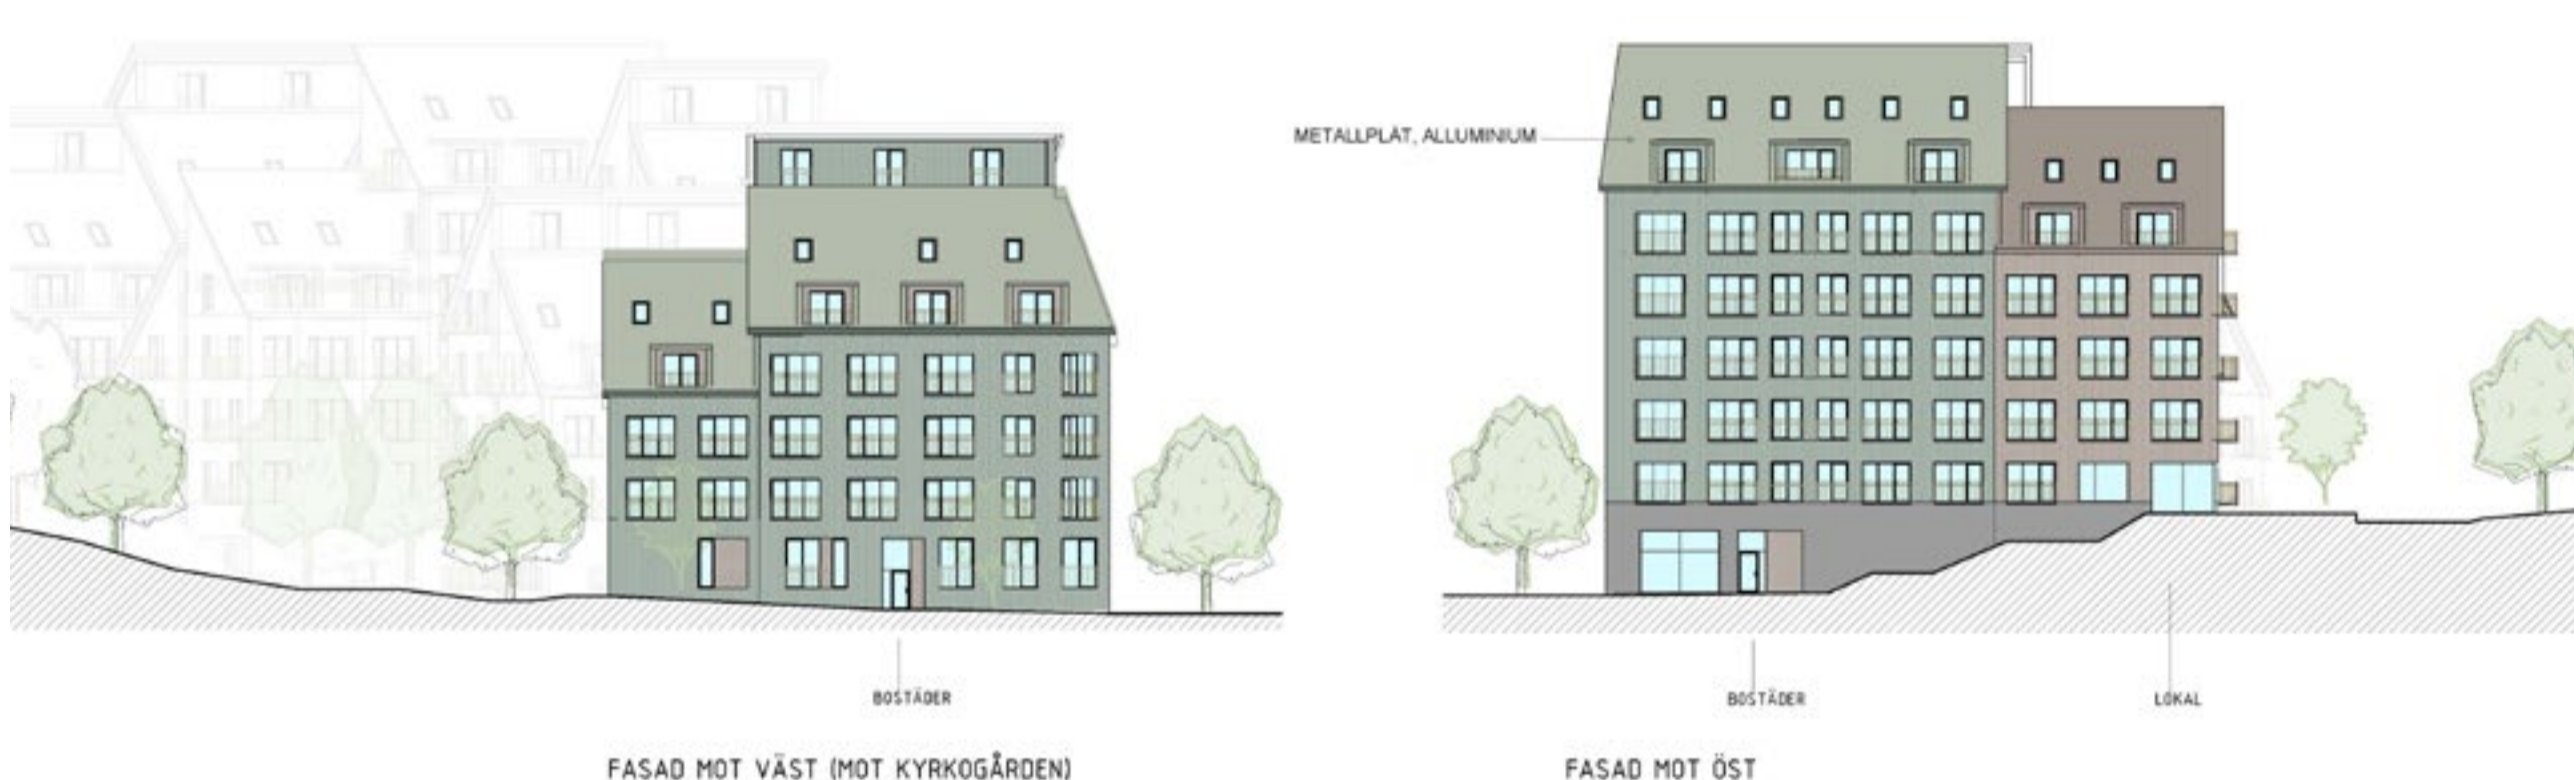 METALLPLÅT, ALLUMINIUM
BOSTÄDER
BOSTÄDER
LOKAL
FASAD MOT VÄST (MOT KYRKOGÅRDEN)
FASAD MOT ÖST